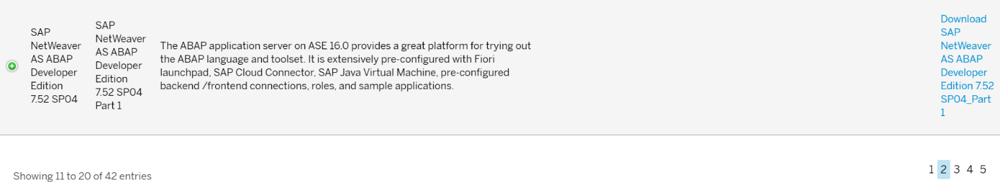 SAP
NetWeaver
AS ABAP
Developer
Edition
7.52 SP04
SAP
NetWeaver
AS ABAP
Developer
Edition
7.52 SP04
Part 1
The ABAP application server on ASE 16.0 provides a great platform for trying out
the ABAP language and toolset. It is extensively pre-configured with Fiori
launchpad, SAP Cloud Connector, SAP Java Virtual Machine, pre-configured
backend /frontend connections, roles, and sample applications.
Download
SAP
NetWeaver
AS ABAP
Developer
Edition 7.52
SP04_Part
1
Showing 11 to 20 of 42 entries
1 2 3 4 5